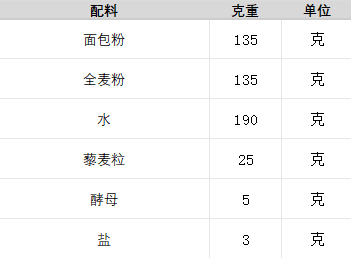 配料 克重 单位
面包粉 135 克
全麦粉 135 克
水 190 克
藜麦粒 25 克
酵母 5 克
盐 3 克